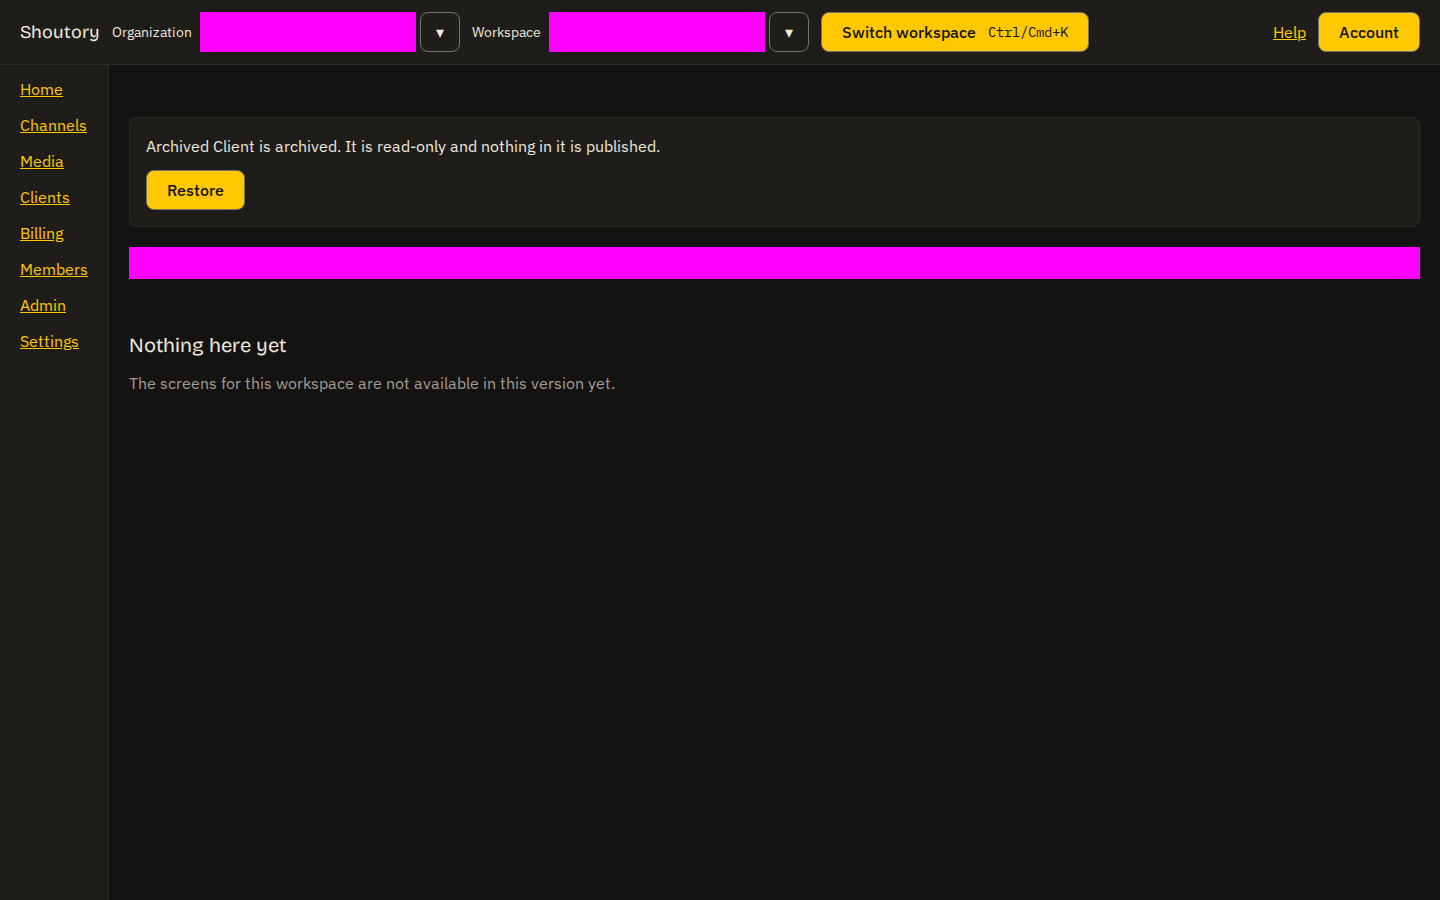 Shoutory Organization ▼ Workspace ▼ Switch workspace Ctrl/Cmd+K Help Account
Home
Channels
Media
Clients
Billing
Members
Admin
Settings
Archived Client is archived. It is read-only and nothing in it is published.
Restore
Nothing here yet
The screens for this workspace are not available in this version yet.